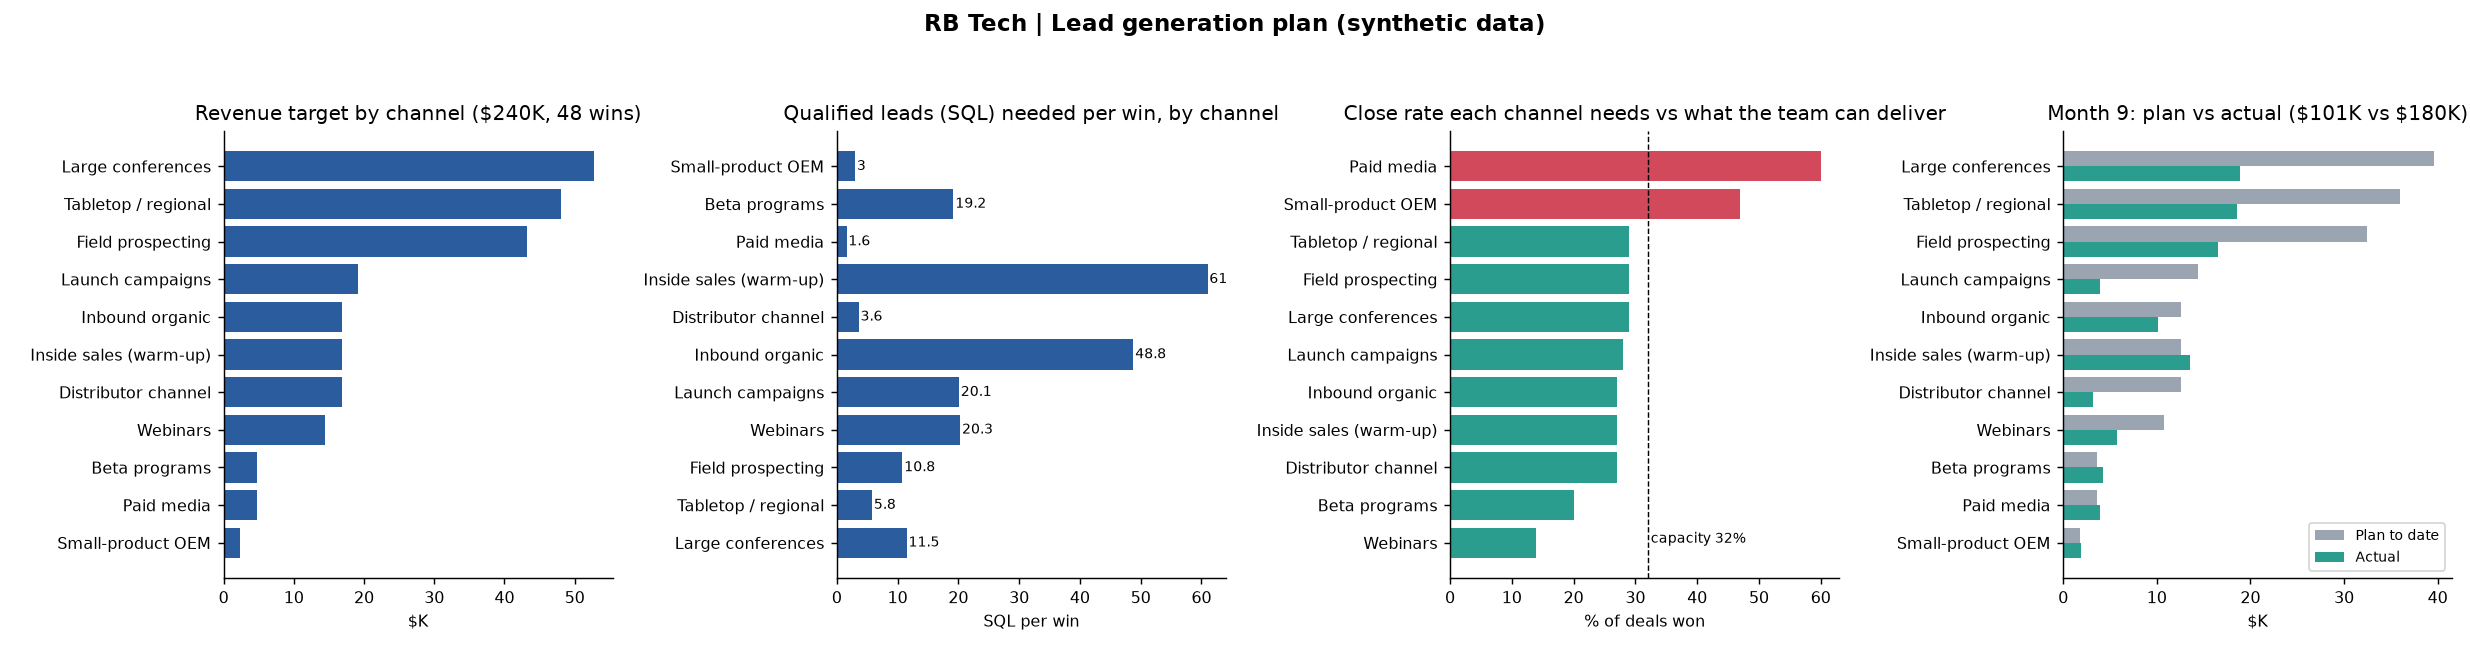 RB Tech | Lead generation plan (synthetic data)
Revenue target by channel ($240K, 48 wins)
Large conferences
Tabletop / regional
Field prospecting
Launch campaigns
Inbound organic
Inside sales (warm-up)
Distributor channel
Webinars
Beta programs
Paid media
Small-product OEM
0 10 20 30 40 50
$K
Qualified leads (SQL) needed per win, by channel
Small-product OEM 3
Beta programs 19.2
Paid media 1.6
Inside sales (warm-up) 61
Distributor channel 3.6
Inbound organic 48.8
Launch campaigns 20.1
Webinars 20.3
Field prospecting 10.8
Tabletop / regional 5.8
Large conferences 11.5
0 10 20 30 40 50 60
SQL per win
Close rate each channel needs vs what the team can deliver
Paid media
Small-product OEM
Tabletop / regional
Field prospecting
Large conferences
Launch campaigns
Inbound organic
Inside sales (warm-up)
Distributor channel
Beta programs
Webinars
capacity 32%
0 10 20 30 40 50 60
% of deals won
Month 9: plan vs actual ($101K vs $180K)
Large conferences
Tabletop / regional
Field prospecting
Launch campaigns
Inbound organic
Inside sales (warm-up)
Distributor channel
Webinars
Beta programs
Paid media
Small-product OEM
Plan to date
Actual
0 10 20 30 40
$K